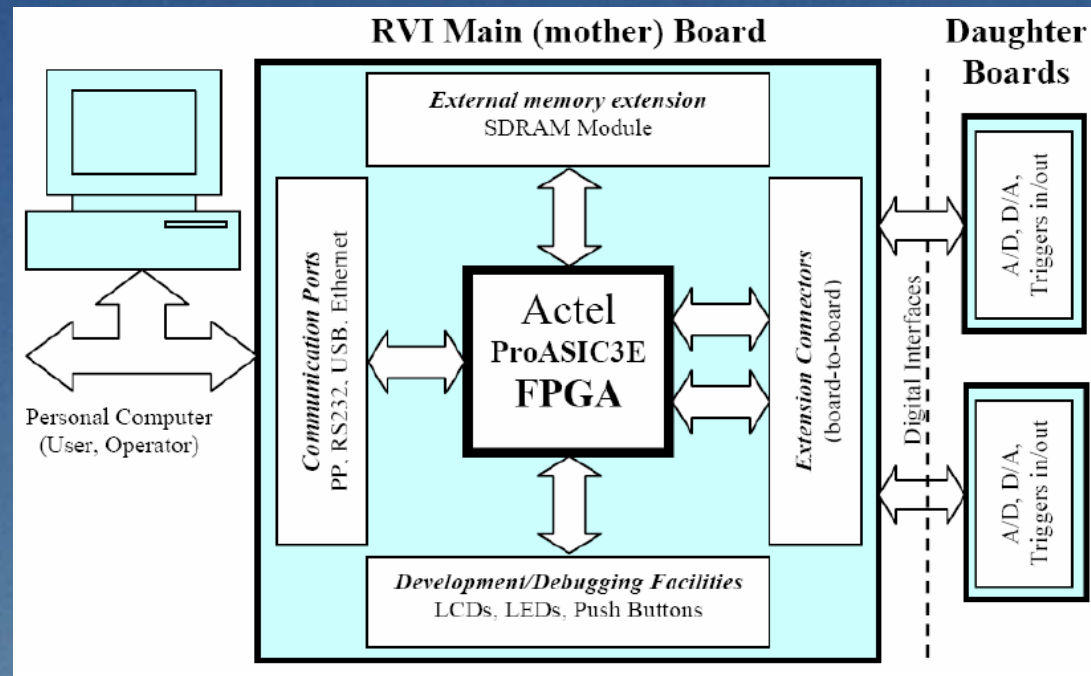 RVI Main (mother) Board
Daughter
Boards
External memory extension
SDRAM Module
Communication Ports
PP, RS232, USB, Ethernet
Actel
ProASIC3E
FPGA
Extension Connectors
(board-to-board)
Digital Interfaces
A/D, D/A,
Triggers in/out
A/D, D/A,
Triggers in/out
Personal Computer
(User, Operator)
Development/Debugging Facilities
LCDs, LEDs, Push Buttons